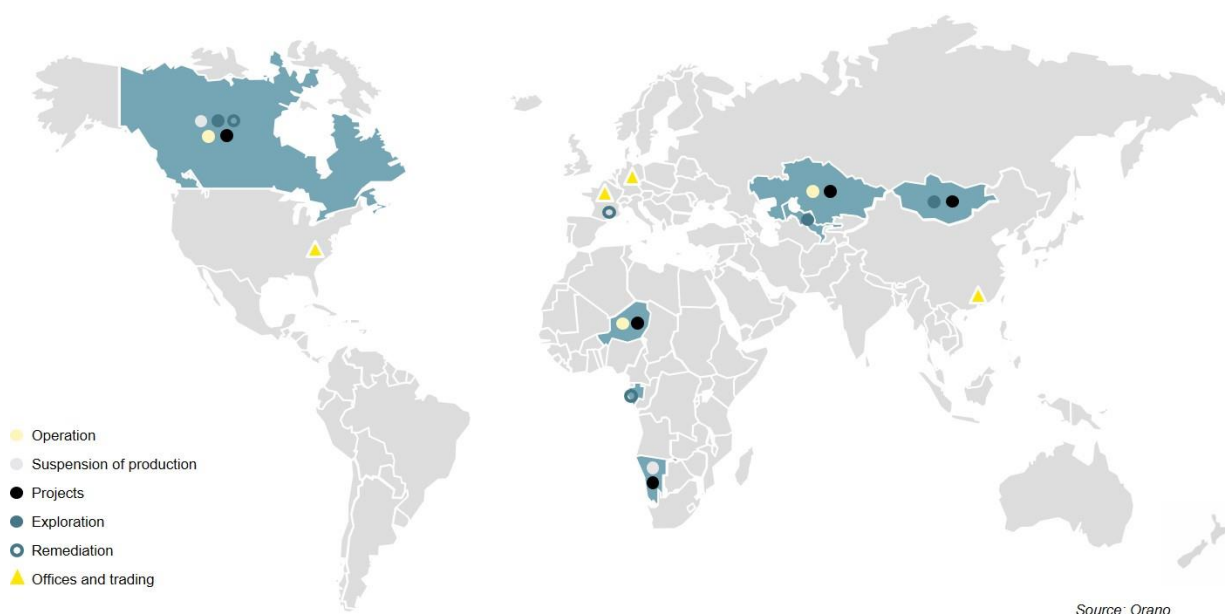 Operation
Suspension of production
Projects
Exploration
Remediation
Offices and trading
Source: Orano